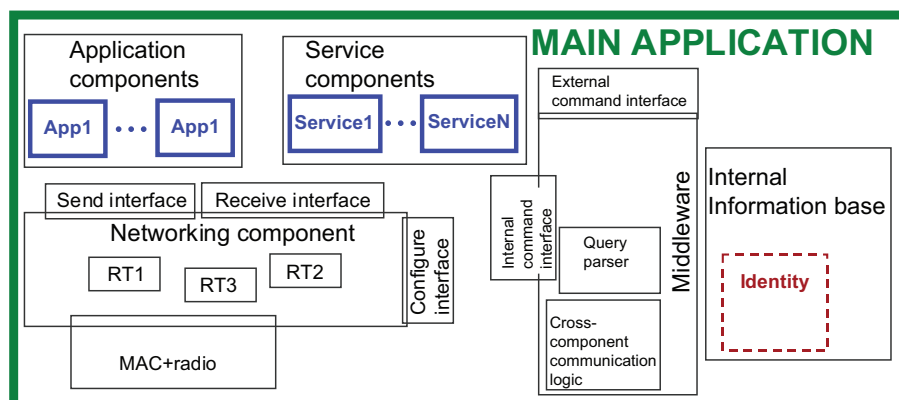 MAIN APPLICATION
Application
components
App1 ••• App1
Service
components
Service1 ••• ServiceN
External
command interface
Send interface
Receive interface
Networking component
RT1
RT3
RT2
Configure
interface
MAC+radio
Internal
command
interface
Query
parser
Middleware
Cross-
component
communication
logic
Internal
Information base
Identity